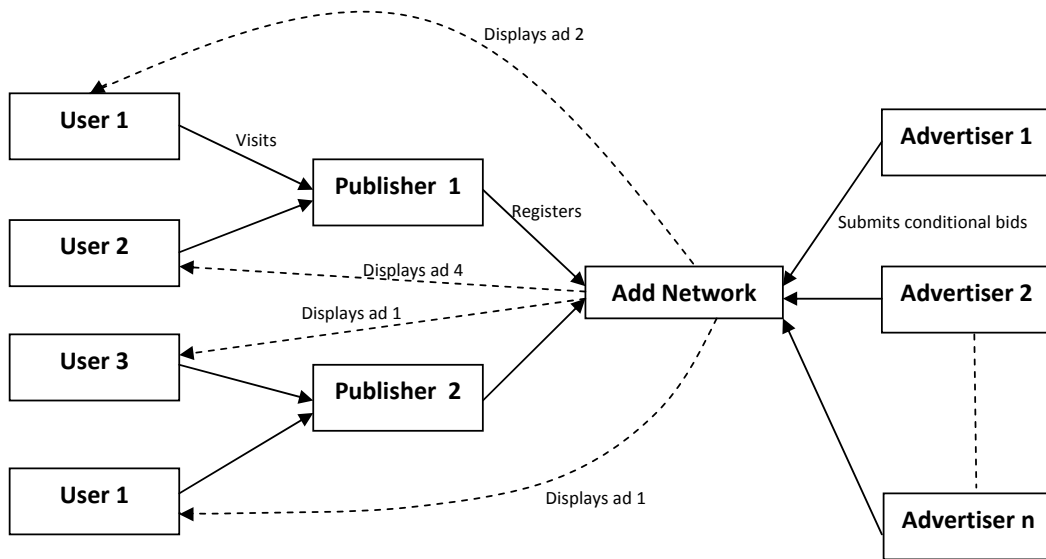 Displays ad 2
User 1
Visits
Advertiser 1
Publisher 1
Registers
User 2
Submits conditional bids
Displays ad 4
Add Network
Advertiser 2
Displays ad 1
User 3
Publisher 2
User 1
Displays ad 1
Advertiser n